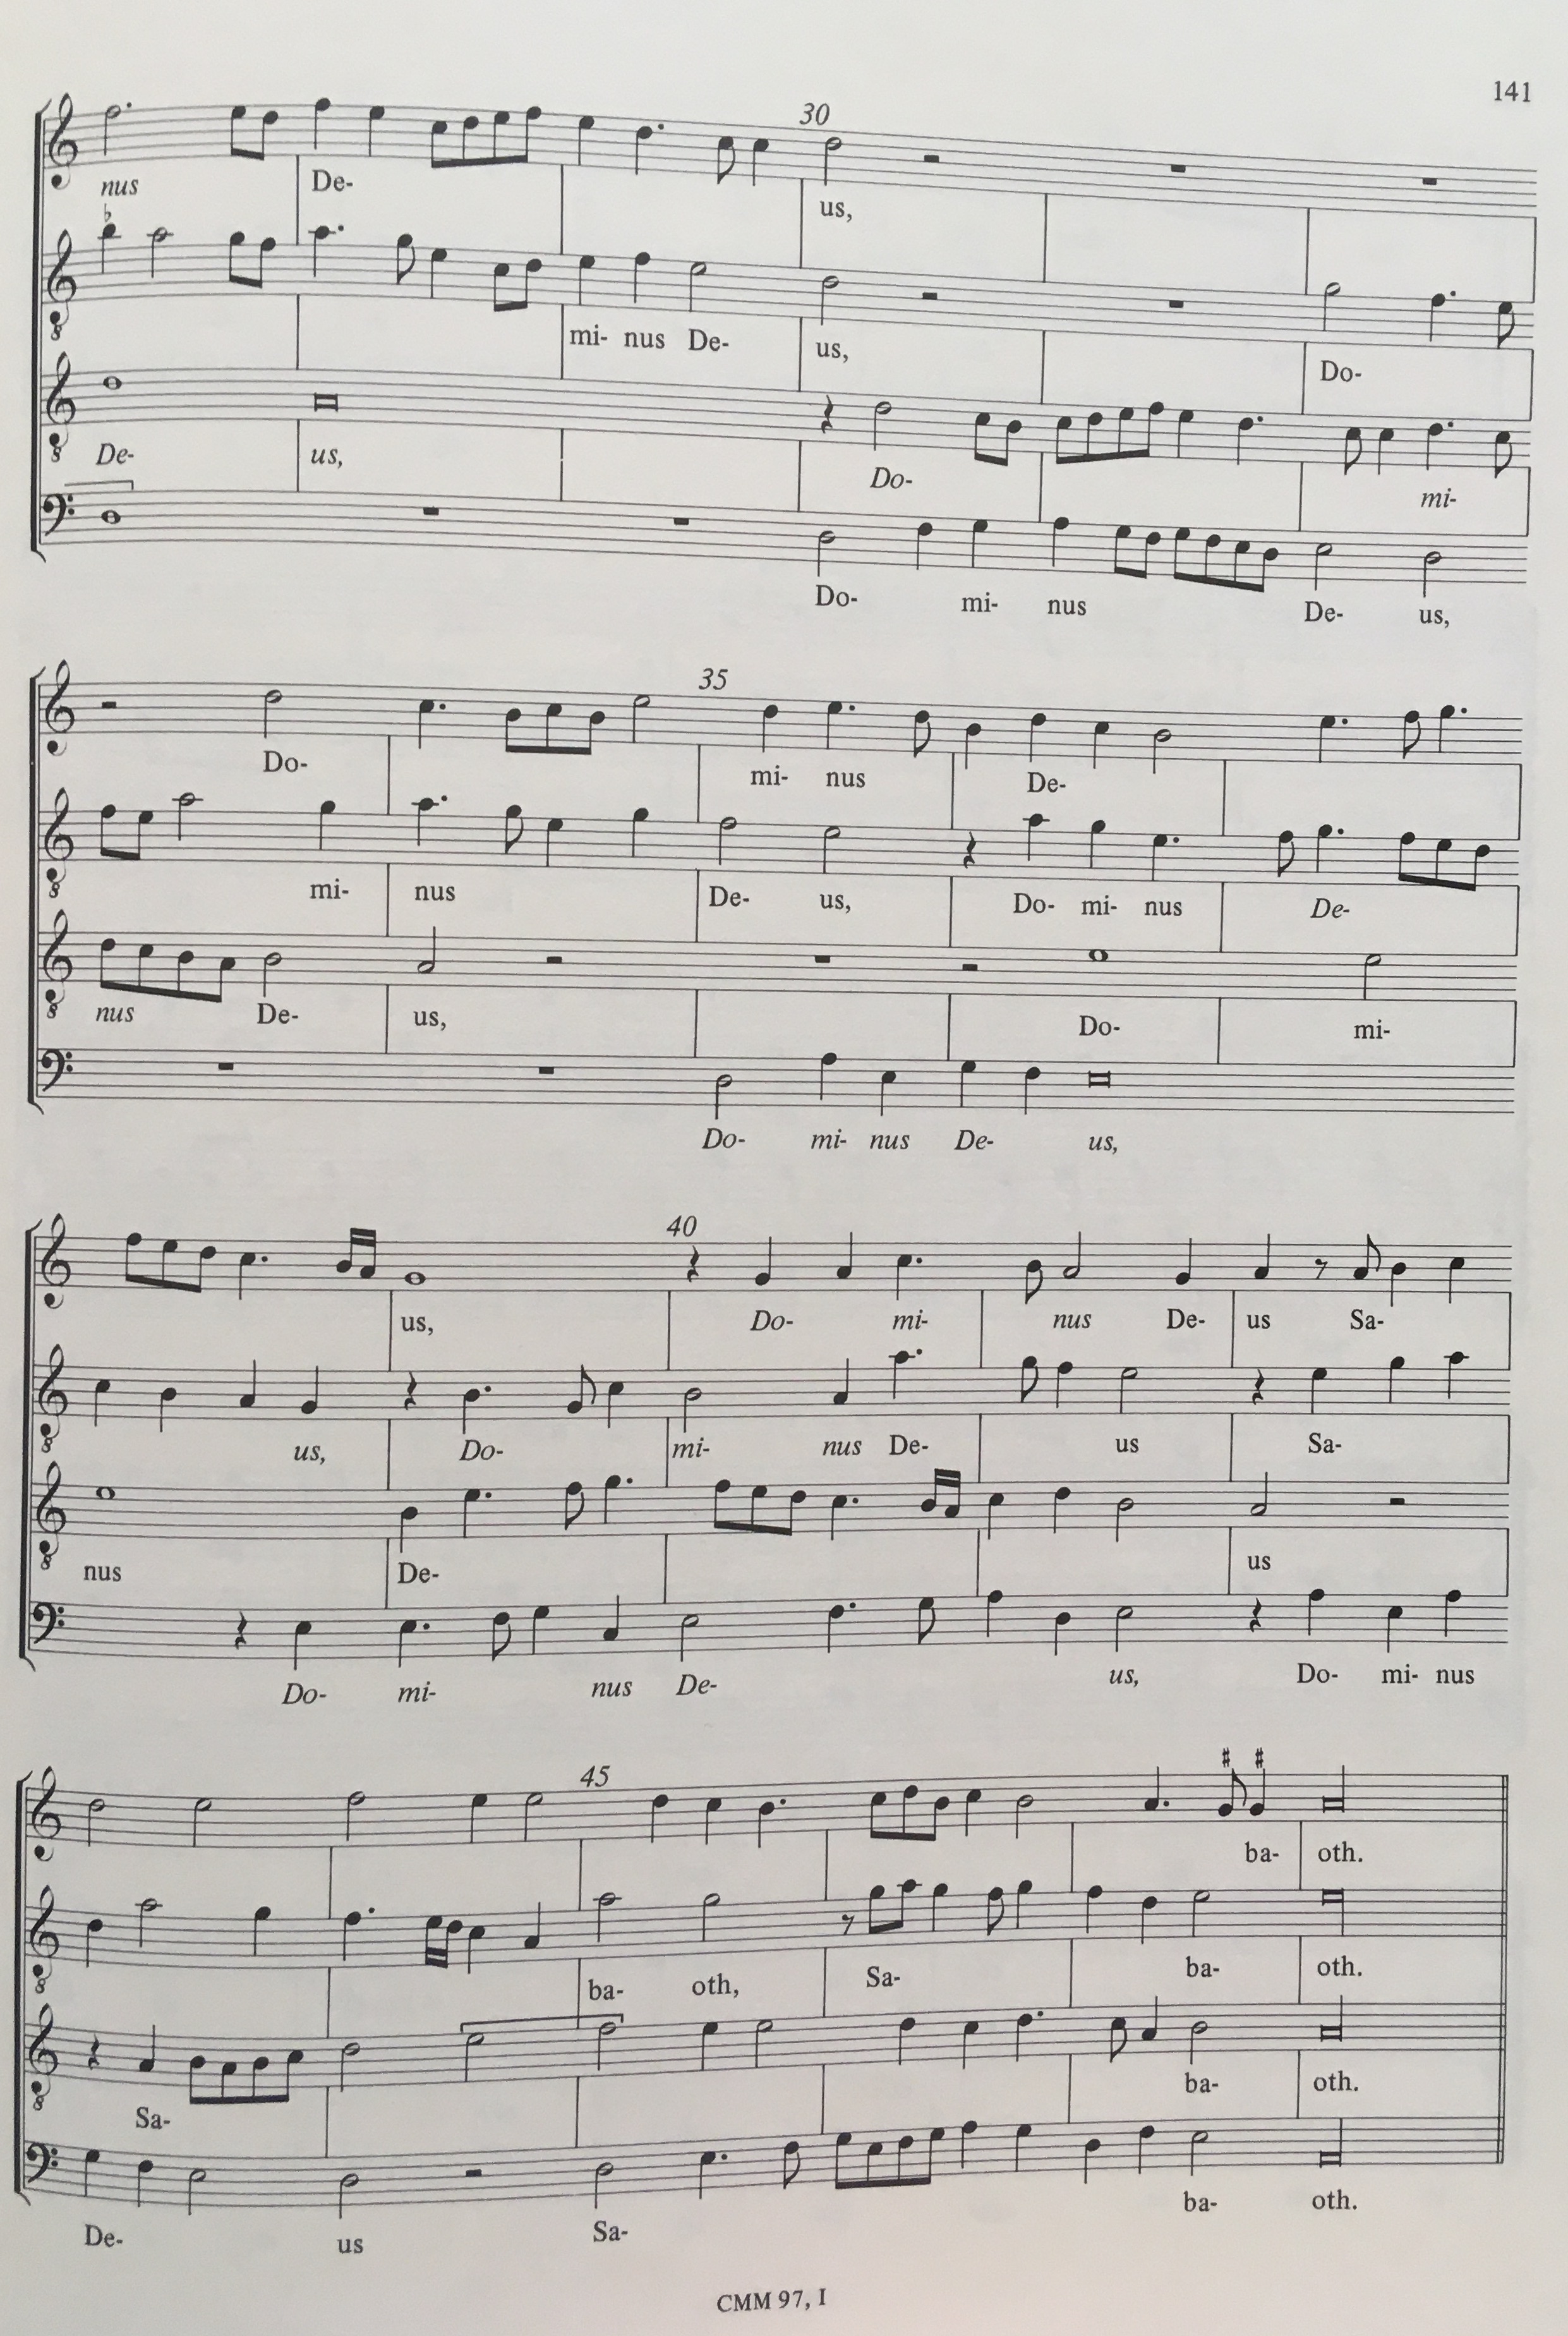 141
30
nus De- us,
mi- nus De- us, Do-
De- us, Do- mi-
Do- mi- nus De- us,
35
Do- mi- nus De-
mi- nus De- us, Do- mi- nus De-
nus De- us, Do- mi-
Do- mi- nus De- us,
40
us, Do- mi- nus De- us Sa-
us, Do- mi- nus De- us Sa-
nus De- us
Do- mi- nus De- us, Do- mi- nus
45
ba- oth.
ba- oth, Sa- ba- oth.
Sa- ba- oth.
De- us Sa- ba- oth.
CMM 97, I